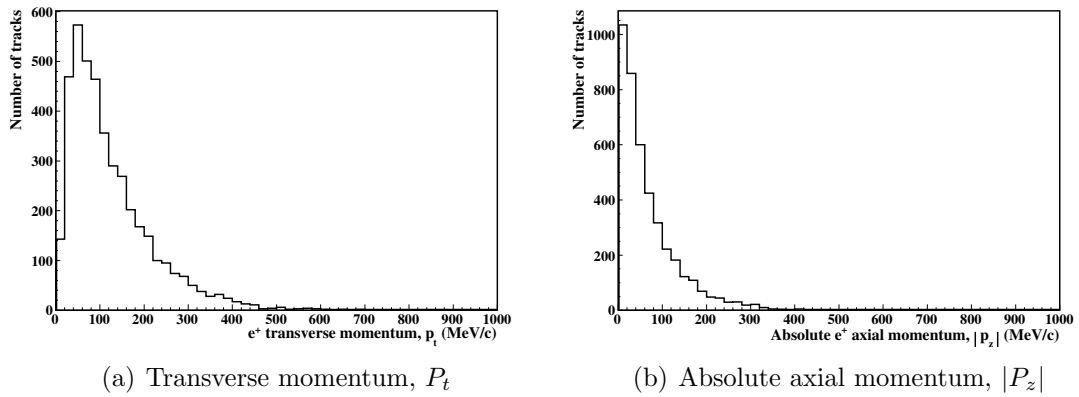 Number of tracks
600
500
400
300
200
100
0
0 100 200 300 400 500 600 700 800 900 1000
e⁺ transverse momentum, pₜ (MeV/c)
(a) Transverse momentum, Pₜ
Number of tracks
1000
800
600
400
200
0
0 100 200 300 400 500 600 700 800 900 1000
Absolute e⁺ axial momentum, |p_z| (MeV/c)
(b) Absolute axial momentum, |P_z|